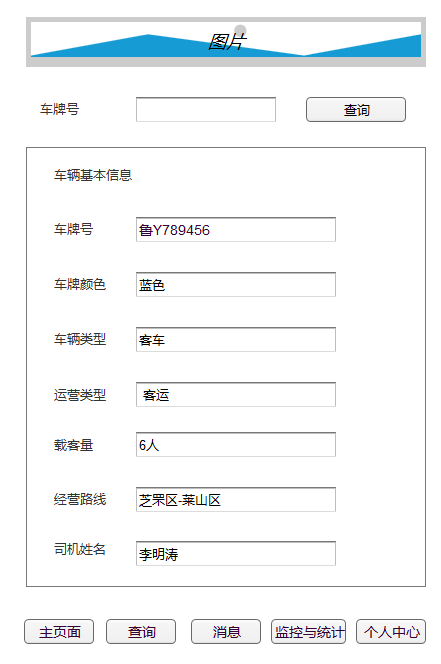 图片
车牌号 查询
车辆基本信息
车牌号 鲁Y789456
车牌颜色 蓝色
车辆类型 客车
运营类型 客运
载客量 6人
经营路线 芝罘区-莱山区
司机姓名 李明涛
主页面 查询 消息 监控与统计 个人中心